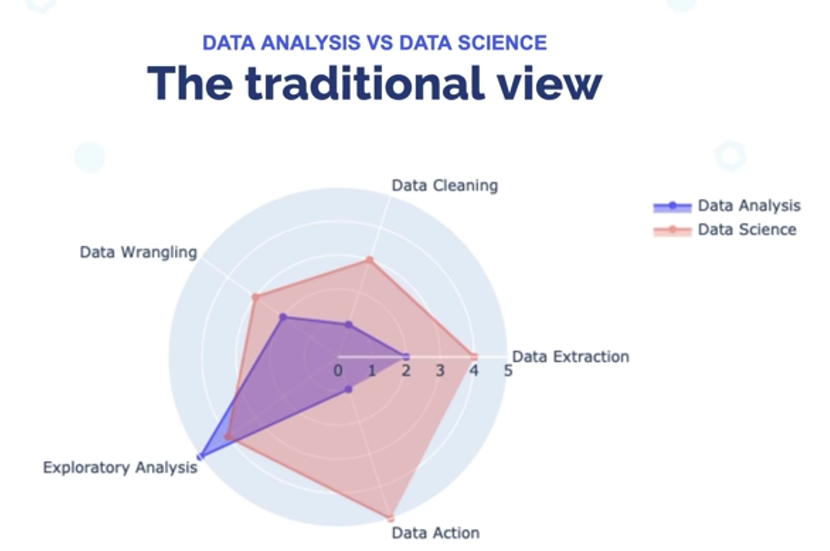 DATA ANALYSIS VS DATA SCIENCE
The traditional view
Data Cleaning
Data Analysis
Data Science
Data Wrangling
Data Extraction
0 1 2 3 4 5
Exploratory Analysis
Data Action